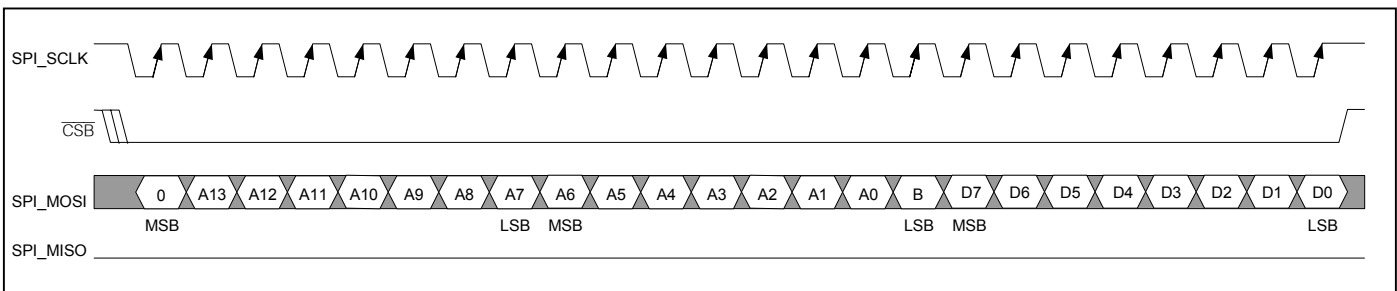 SPI_SCLK
CSB
SPI_MOSI 0 A13 A12 A11 A10 A9 A8 A7 A6 A5 A4 A3 A2 A1 A0 B D7 D6 D5 D4 D3 D2 D1 D0
MSB LSB MSB LSB MSB LSB
SPI_MISO